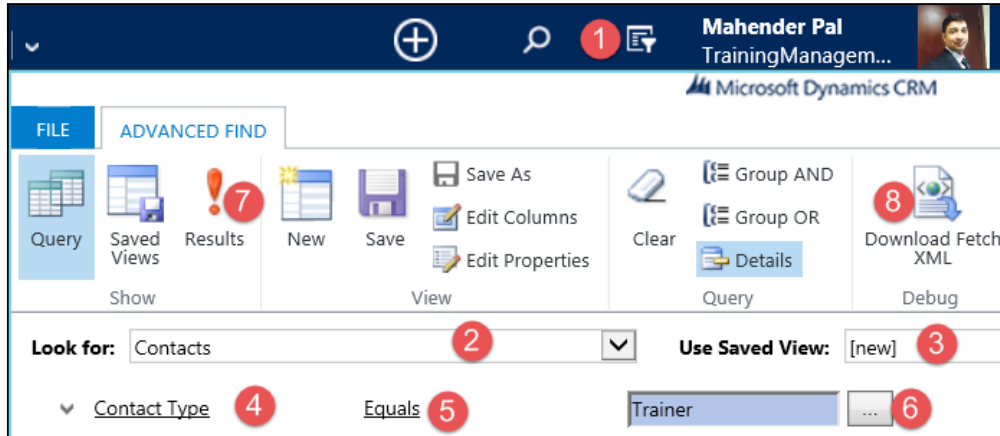 Mahender Pal
1
TrainingManagem...
Microsoft Dynamics CRM
FILE
ADVANCED FIND
Query
Saved Views
7
Results
New
Save
Save As
Edit Columns
Edit Properties
Clear
Group AND
Group OR
Details
8
Download Fetch
XML
Show
View
Query
Debug
Look for: Contacts 2 Use Saved View: [new] 3
Contact Type 4 Equals 5 Trainer ... 6